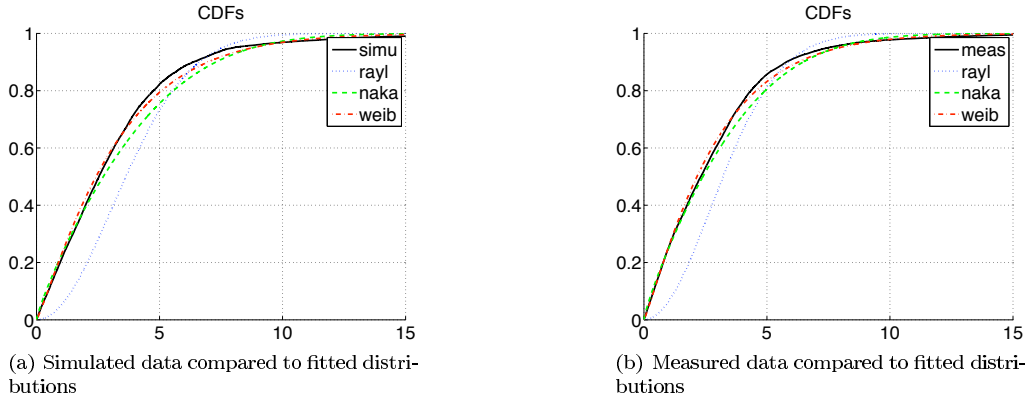 CDFs
1
0.8
0.6
0.4
0.2
0
0
5
10
15
simu
rayl
naka
weib
(a) Simulated data compared to fitted distri-
butions
CDFs
1
0.8
0.6
0.4
0.2
0
0
5
10
15
meas
rayl
naka
weib
(b) Measured data compared to fitted distri-
butions